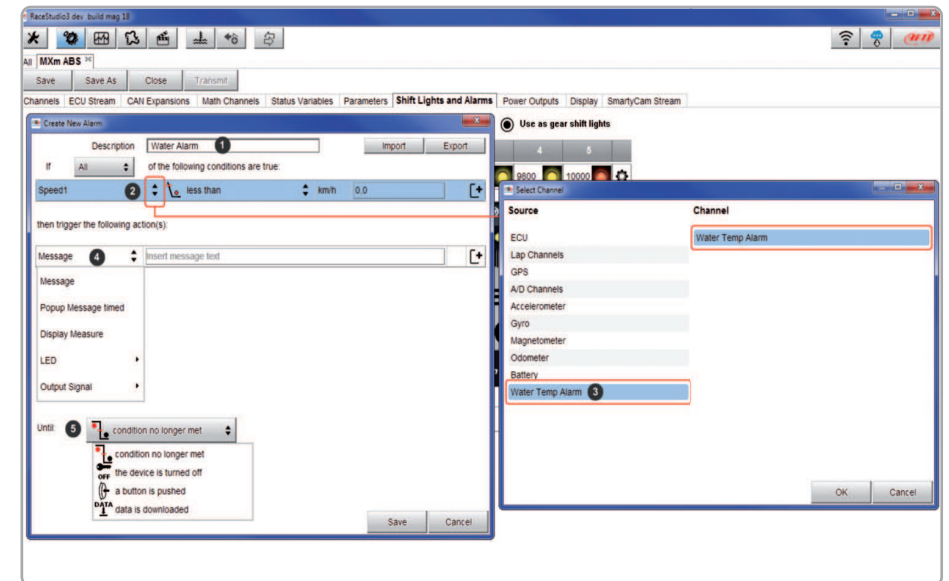 RaceStudio3 dev build mag 18
All MXm ABS
Save Save As Close Transmit
Channels ECU Stream CAN Expansions Math Channels Status Variables Parameters Shift Lights and Alarms Power Outputs Display SmartyCam Stream
Create New Alarm
Use as gear shift lights
Description Water Alarm 1 Import Export
4 5
If All of the following conditions are true:
9800 10000
Speed1 2 less than km/h 0.0
Select Channel
Source Channel
then trigger the following action(s)
ECU Water Temp Alarm
Message 4 Insert message text
Lap Channels
Message
GPS
Popup Message timed
A/D Channels
Accelerometer
Display Measure
Gyro
Magnetometer
LED
Odometer
Output Signal
Battery
Water Temp Alarm 3
Until 5 condition no longer met
condition no longer met
OFF the device is turned off
a button is pushed
DATA data is downloaded
OK Cancel
Save Cancel